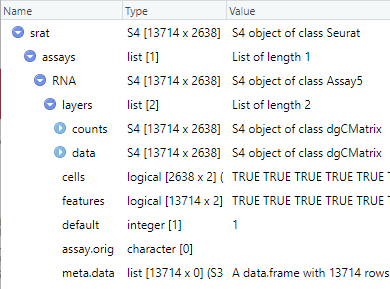 Name Type Value
srat S4 [13714 x 2638] S4 object of class Seurat
assays list [1] List of length 1
RNA S4 [13714 x 2638] S4 object of class Assay5
layers list [2] List of length 2
counts S4 [13714 x 2638] S4 object of class dgCMatrix
data S4 [13714 x 2638] S4 object of class dgCMatrix
cells logical [2638 x 2] ( TRUE TRUE TRUE TRUE TRUE
features logical [13714 x 2] TRUE TRUE TRUE TRUE TRUE
default integer [1] 1
assay.orig character [0]
meta.data list [13714 x 0] (S3 A data.frame with 13714 rows